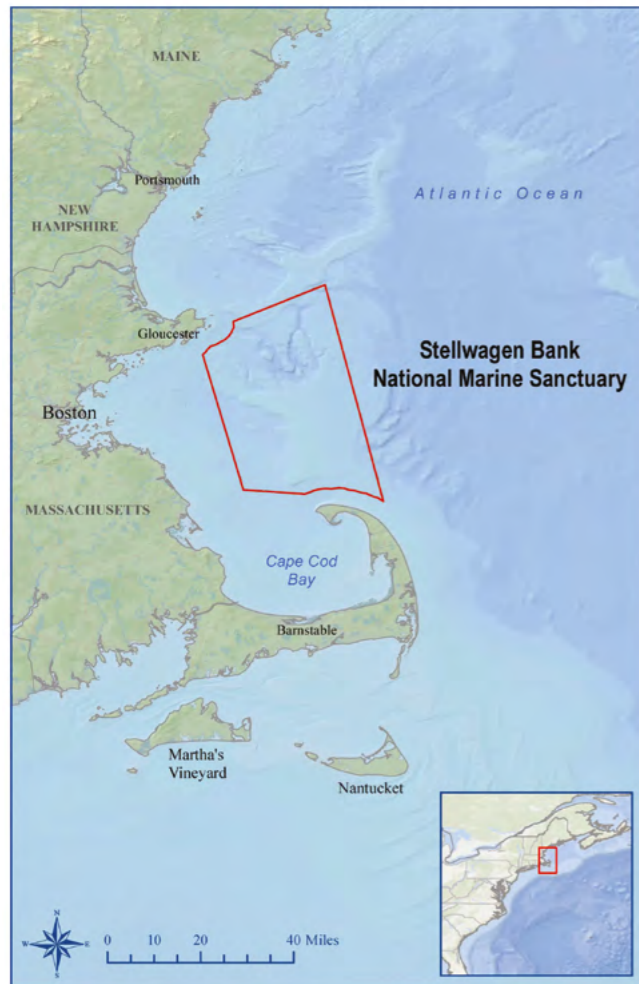 MAINE
Portsmouth
Atlantic Ocean
NEW
HAMPSHIRE
Gloucester
Stellwagen Bank
National Marine Sanctuary
Boston
MASSACHUSETTS
Cape Cod
Bay
Barnstable
Martha's
Vineyard
Nantucket
N
W E
S
0 10 20 40 Miles